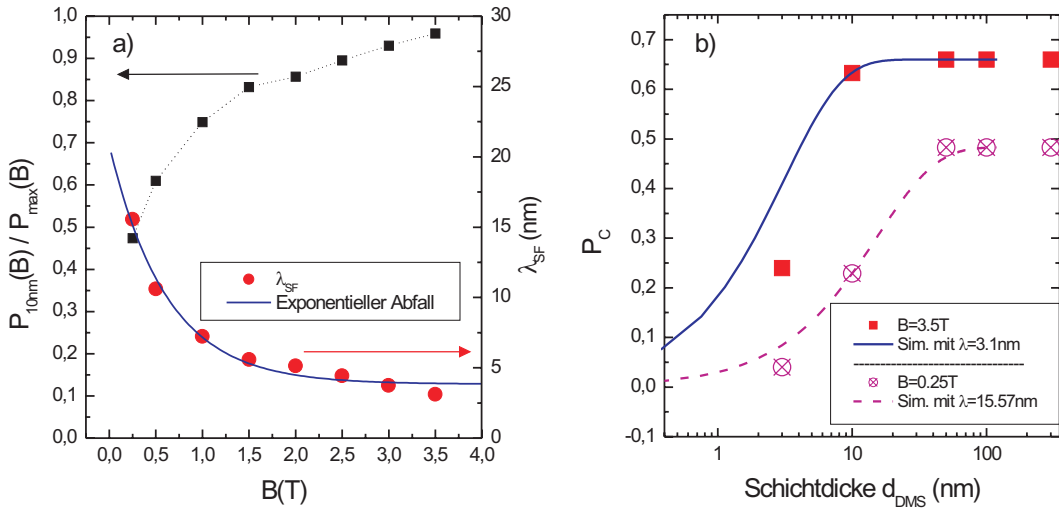 a)
1,0
0,9
0,8
0,7
0,6
0,5
0,4
0,3
0,2
0,1
0,0
P10nm(B) / Pmax(B)
30
25
20
15
10
5
0
λSF (nm)
λSF
Exponentieller Abfall
0,0 0,5 1,0 1,5 2,0 2,5 3,0 3,5 4,0
B(T)
b)
0,7
0,6
0,5
0,4
0,3
0,2
0,1
0,0
-0,1
PC
B=3.5T
Sim. mit λ=3.1nm
B=0.25T
Sim. mit λ=15.57nm
1 10 100
Schichtdicke dDMS (nm)